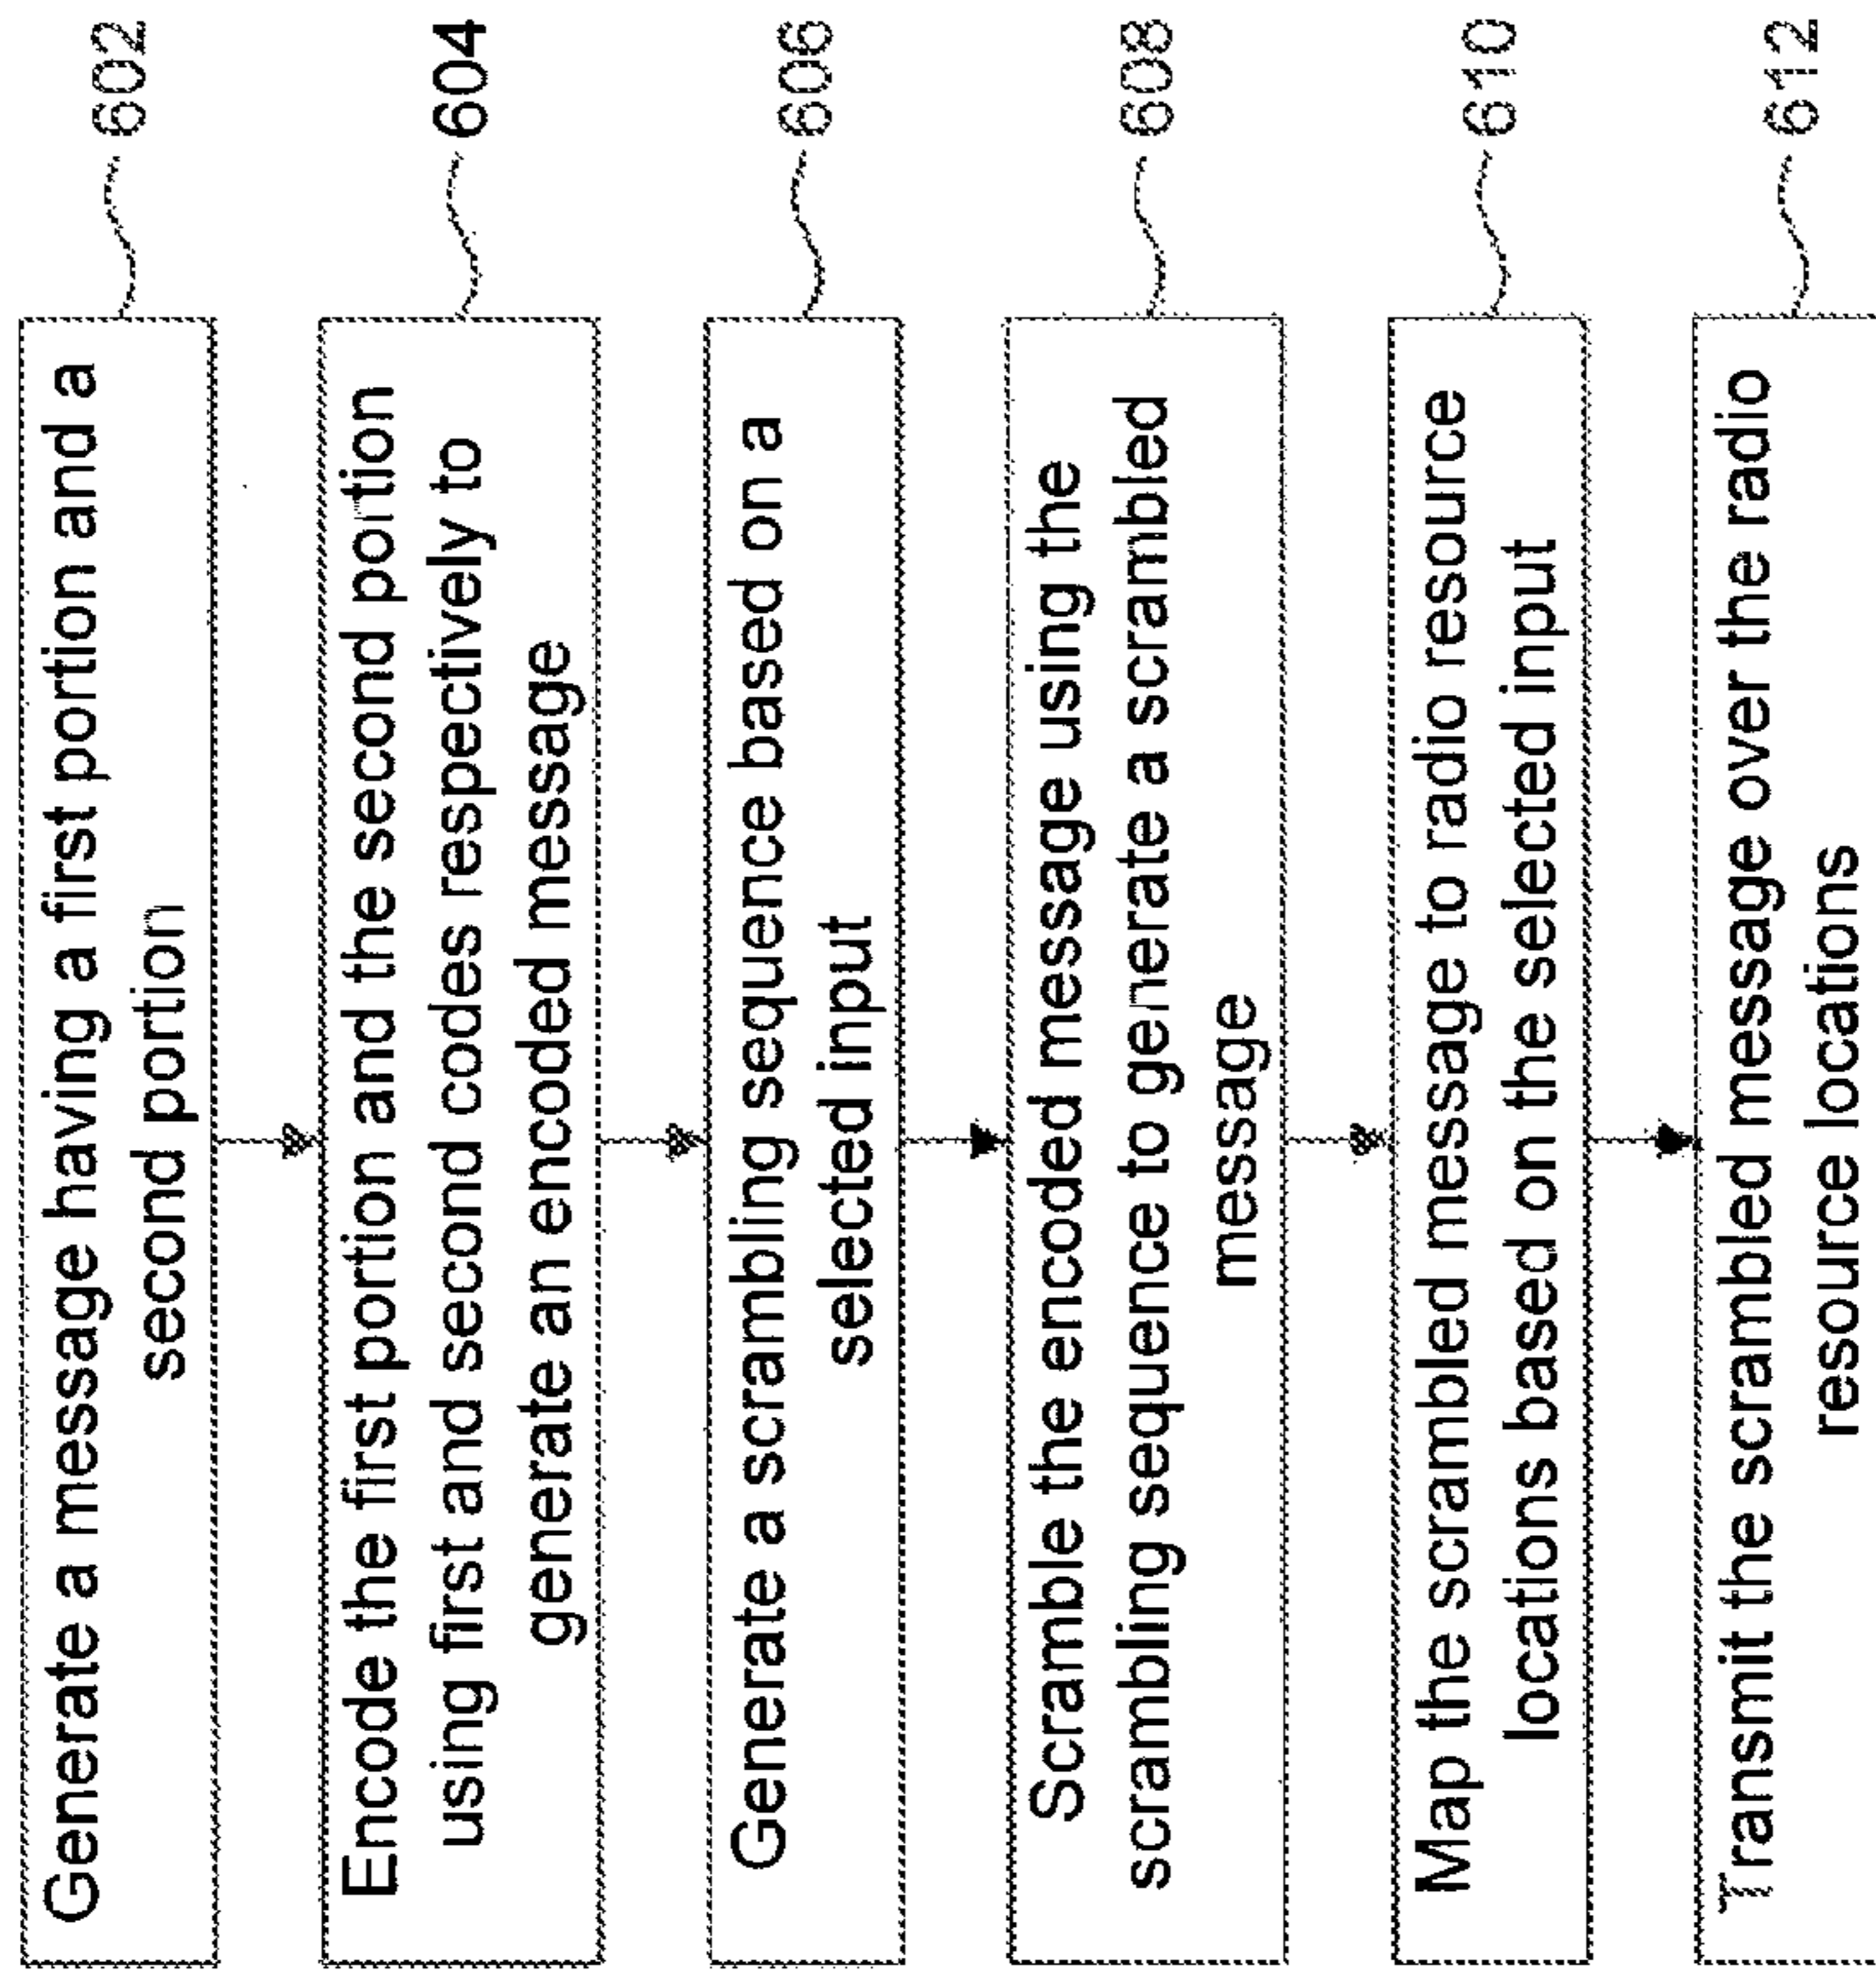 Generate a message having a first portion and a
second portion
602
Encode the first portion and the second portion
using first and second codes respectively to
generate an encoded message
604
Generate a scrambling sequence based on a
selected input
606
Scramble the encoded message using the
scrambling sequence to generate a scrambled
message
608
Map the scrambled message to radio resource
locations based on the selected input
610
Transmit the scrambled message over the radio
resource locations
612